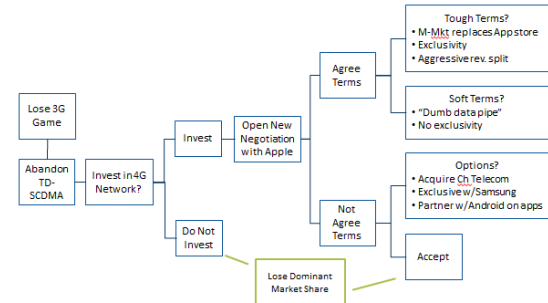 Tough Terms?
• M-Mkt replaces App store
• Exclusivity
• Aggressive rev. split
Agree
Terms
Lose 3G
Game
Soft Terms?
• "Dumb data pipe"
• No exclusivity
Invest
Open New
Negotiation
with Apple
Abandon
TD-
SCDMA
Invest in 4G
Network?
Options?
• Acquire Ch Telecom
• Exclusive w/Samsung
• Partner w/Android on apps
Not
Agree
Terms
Do Not
Invest
Accept
Lose Dominant
Market Share